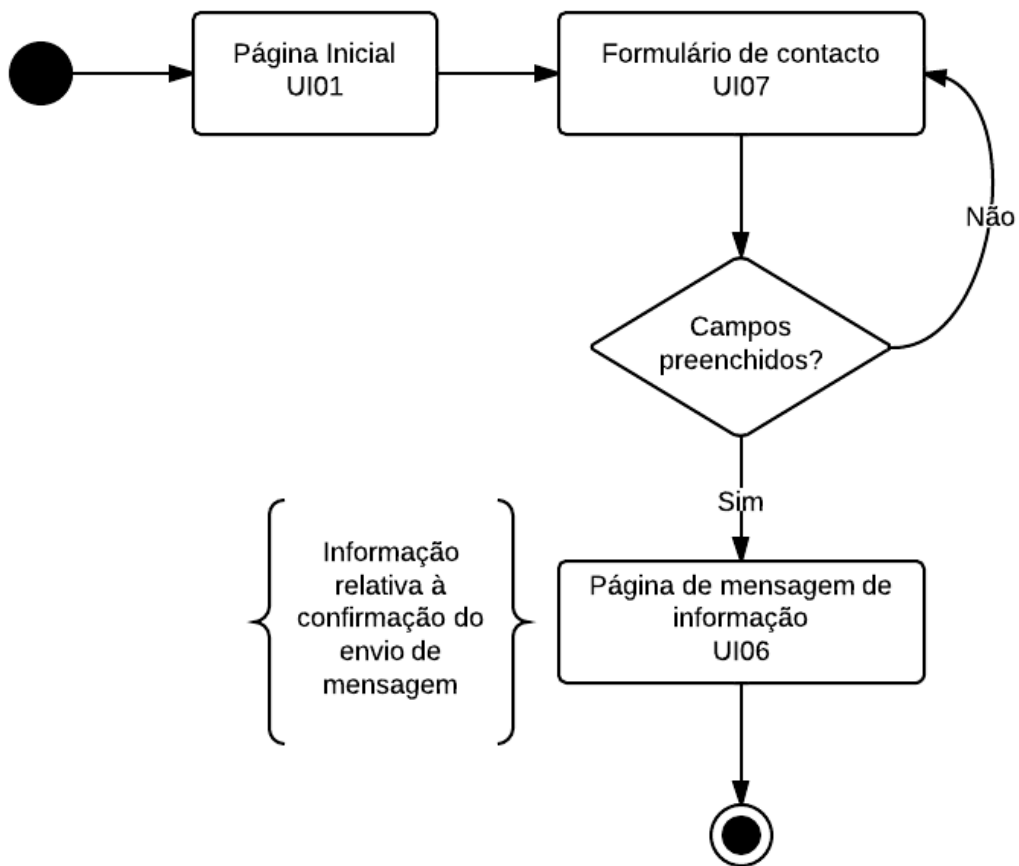 Página Inicial
UI01
Formulário de contacto
UI07
Não
Campos
preenchidos?
Sim
Informação
relativa à
confirmação do
envio de
mensagem
Página de mensagem de
informação
UI06